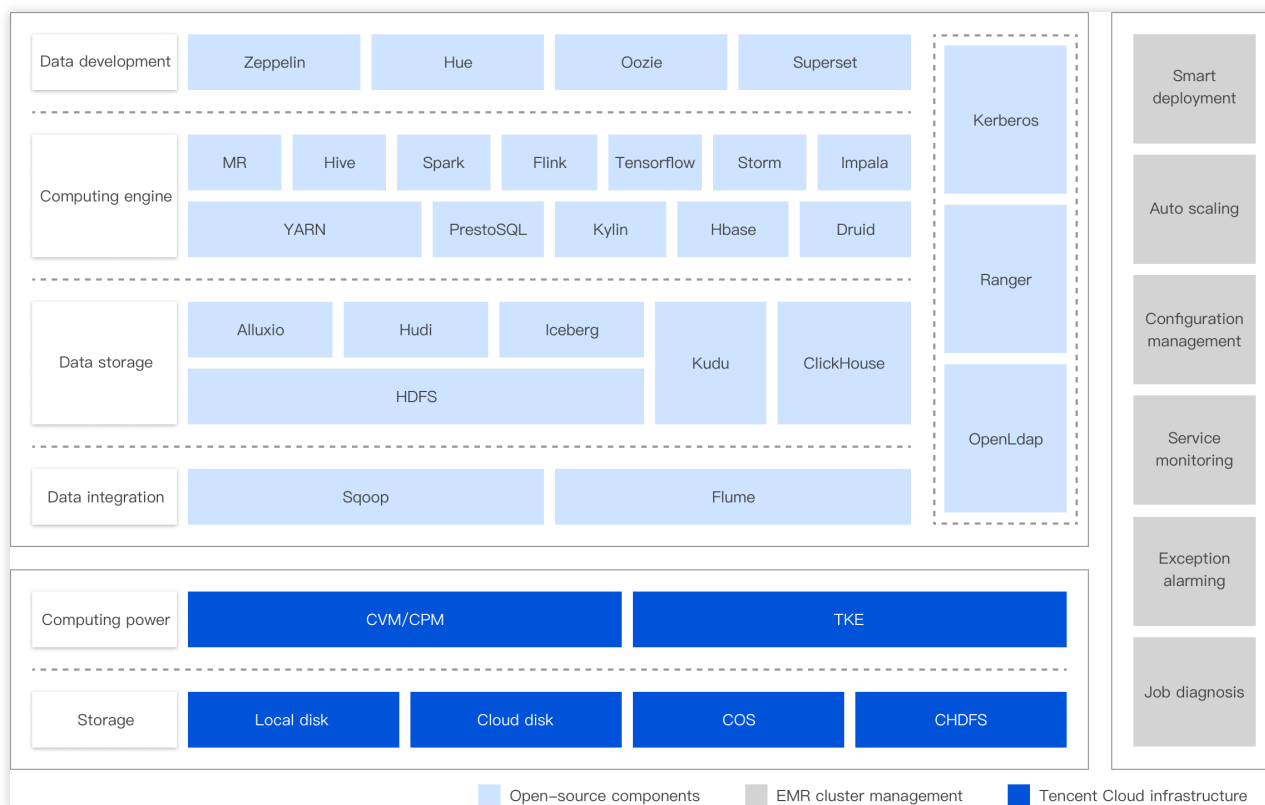 Data development
Zeppelin
Hue
Oozie
Superset
Computing engine
MR
Hive
Spark
Flink
Tensorflow
Storm
Impala
YARN
PrestoSQL
Kylin
Hbase
Druid
Data storage
Alluxio
Hudi
Iceberg
HDFS
Kudu
ClickHouse
Data integration
Sqoop
Flume
Kerberos
Ranger
OpenLdap
Computing power
CVM/CPM
TKE
Storage
Local disk
Cloud disk
COS
CHDFS
Smart
deployment
Auto scaling
Configuration
management
Service
monitoring
Exception
alarming
Job diagnosis
Open-source components
EMR cluster management
Tencent Cloud infrastructure